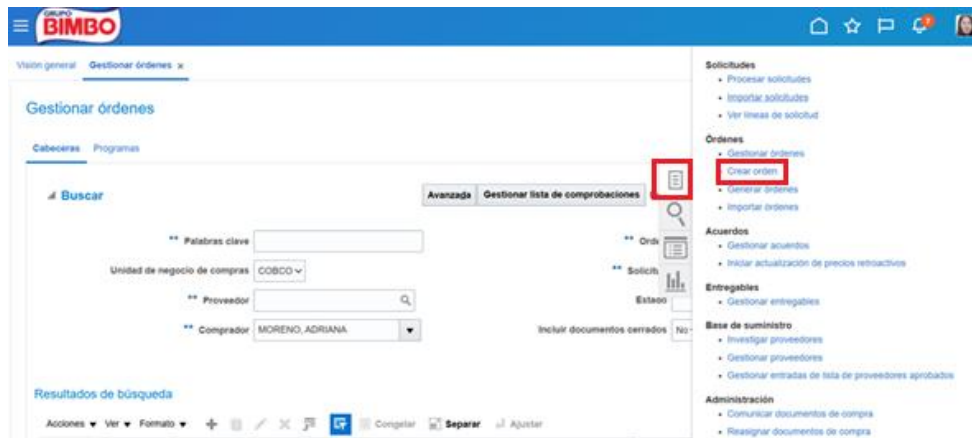 GRUPO
BIMBO
Visión general Gestionar órdenes x
Gestionar órdenes
Cabeceras Programas
Buscar
Avanzada Gestionar lista de comprobaciones
** Palabras clave
Unidad de negocio de compras COBCO
** Proveedor
** Comprador MORENO, ADRIANA
** Orde
** Solicitu
Estado
Incluir documentos cerrados No
Resultados de búsqueda
Acciones Ver Formato Congelar Separar Ajustar
Solicitudes
Procesar solicitudes
Importar solicitudes
Ver líneas de solicitud
Órdenes
Gestionar órdenes
Crear orden
Generar órdenes
Importar órdenes
Acuerdos
Gestionar acuerdos
Iniciar actualización de precios retroactivos
Entregables
Gestionar entregables
Base de suministro
Investigar proveedores
Gestionar proveedores
Gestionar entradas de lista de proveedores aprobados
Administración
Comunicar documentos de compra
Reasignar documentos de compra